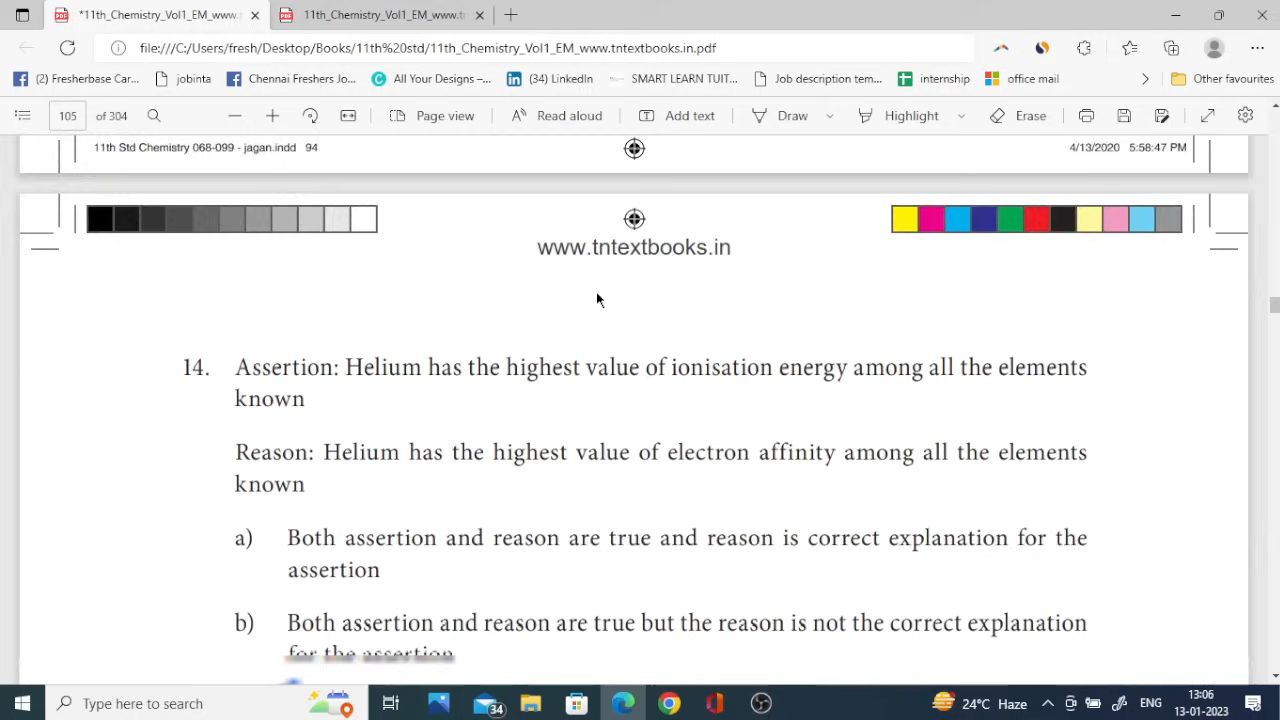 *11th_Chemistry_Vol1_EM_www.
11th_Chemistry_Vol1_EM_www.t
file:///C:/Users/fresh/Desktop/Books/11th%20std/11th_Chemistry_Vol1_EM_www.tntextbooks.in.pdf
(2) Fresherbase Car... jobinta Chennai Freshers Jo... All Your Designs –... (34) LinkedIn SMART LEARN TUIT... Job description tem... internship office mail Other favourites
105 of 304 Page view Read aloud Add text Draw Highlight Erase
11th Std Chemistry 068-099 - jagan.indd 94 4/13/2020 5:58:47 PM
www.tntextbooks.in
14. Assertion: Helium has the highest value of ionisation energy among all the elements
known
Reason: Helium has the highest value of electron affinity among all the elements
known
a) Both assertion and reason are true and reason is correct explanation for the
assertion
b) Both assertion and reason are true but the reason is not the correct explanation
for the assertion
Type here to search 34 24°C Haze ENG 13:06
13-01-2023